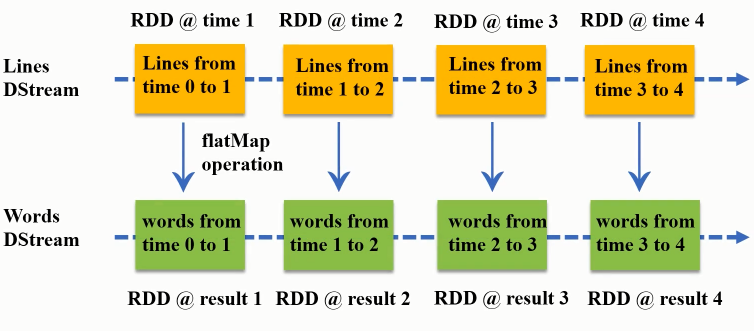 RDD @ time 1 RDD @ time 2 RDD @ time 3 RDD @ time 4
Lines
DStream
Lines from
time 0 to 1
Lines from
time 1 to 2
Lines from
time 2 to 3
Lines from
time 3 to 4
flatMap
operation
Words
DStream
words from
time 0 to 1
words from
time 1 to 2
words from
time 2 to 3
words from
time 3 to 4
RDD @ result 1 RDD @ result 2 RDD @ result 3 RDD @ result 4